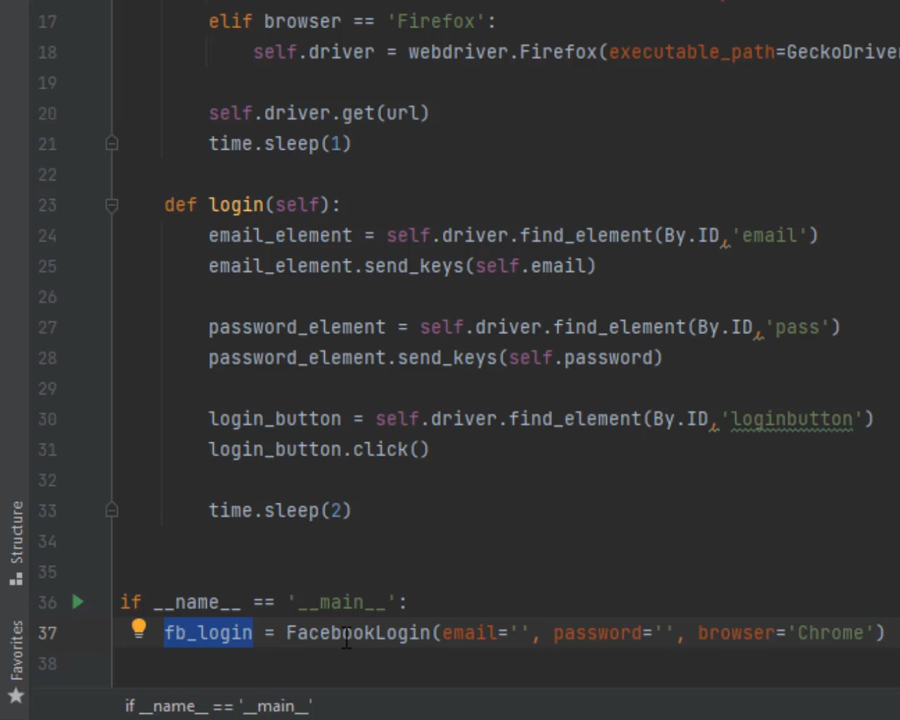 17 elif browser == 'Firefox':
18 self.driver = webdriver.Firefox(executable_path=GeckoDriver
19
20 self.driver.get(url)
21 time.sleep(1)
22
23 def login(self):
24 email_element = self.driver.find_element(By.ID,'email')
25 email_element.send_keys(self.email)
26
27 password_element = self.driver.find_element(By.ID,'pass')
28 password_element.send_keys(self.password)
29
30 login_button = self.driver.find_element(By.ID,'loginbutton')
31 login_button.click()
32
33 time.sleep(2)
34
35
36 if __name__ == '__main__':
37 fb_login = FacebookLogin(email='', password='', browser='Chrome')
38
if __name__ == '__main__'
Structure
Favorites